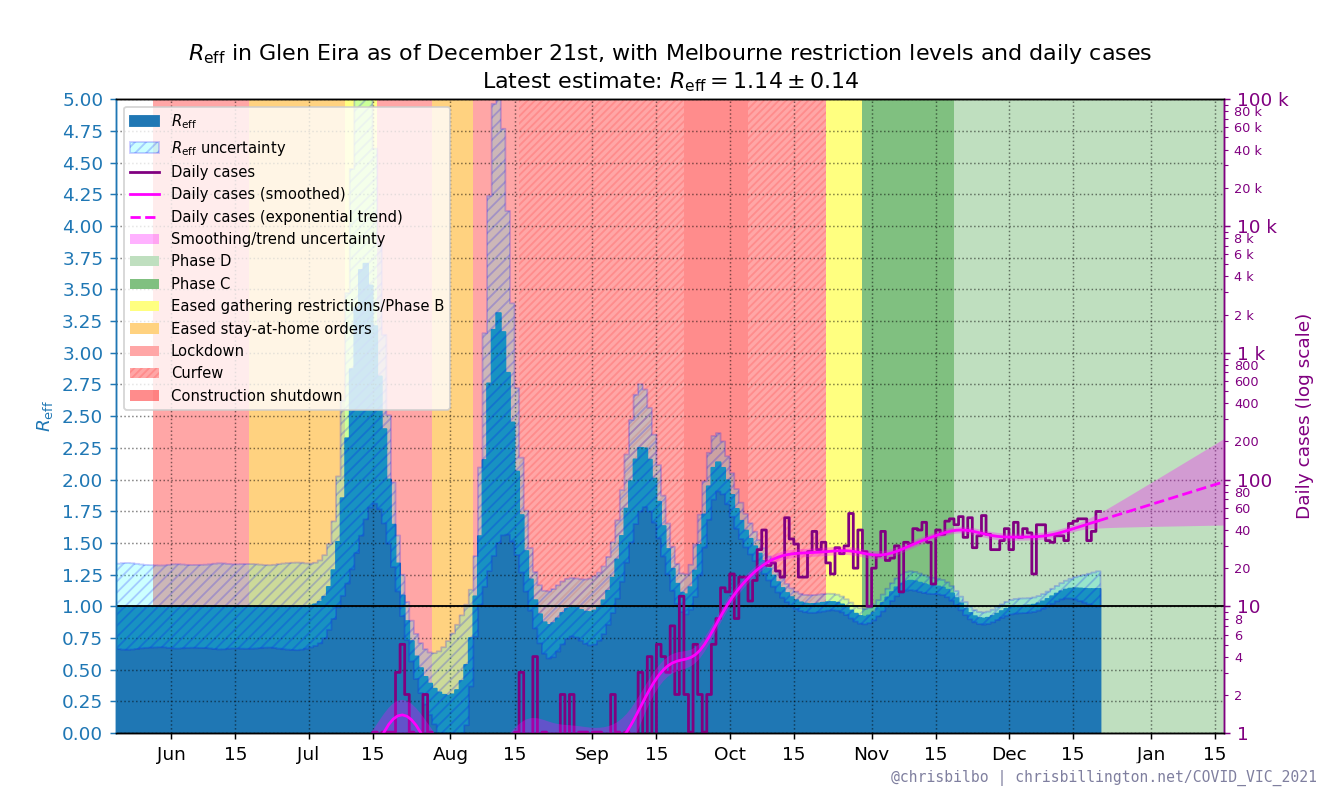 Reff in Glen Eira as of December 21st, with Melbourne restriction levels and daily cases
Latest estimate: Reff = 1.14 ± 0.14
Reff
Reff uncertainty
Daily cases
Daily cases (smoothed)
Daily cases (exponential trend)
Smoothing/trend uncertainty
Phase D
Phase C
Eased gathering restrictions/Phase B
Eased stay-at-home orders
Lockdown
Curfew
Construction shutdown
Reff
5.00
4.75
4.50
4.25
4.00
3.75
3.50
3.25
3.00
2.75
2.50
2.25
2.00
1.75
1.50
1.25
1.00
0.75
0.50
0.25
0.00
Jun 15 Jul 15 Aug 15 Sep 15 Oct 15 Nov 15 Dec 15 Jan 15
100 k
80 k
60 k
40 k
20 k
10 k
8 k
6 k
4 k
2 k
1 k
800
600
400
200
100
80
60
40
20
10
8
6
4
2
1
Daily cases (log scale)
@chrisbilbo | chrisbillington.net/COVID_VIC_2021